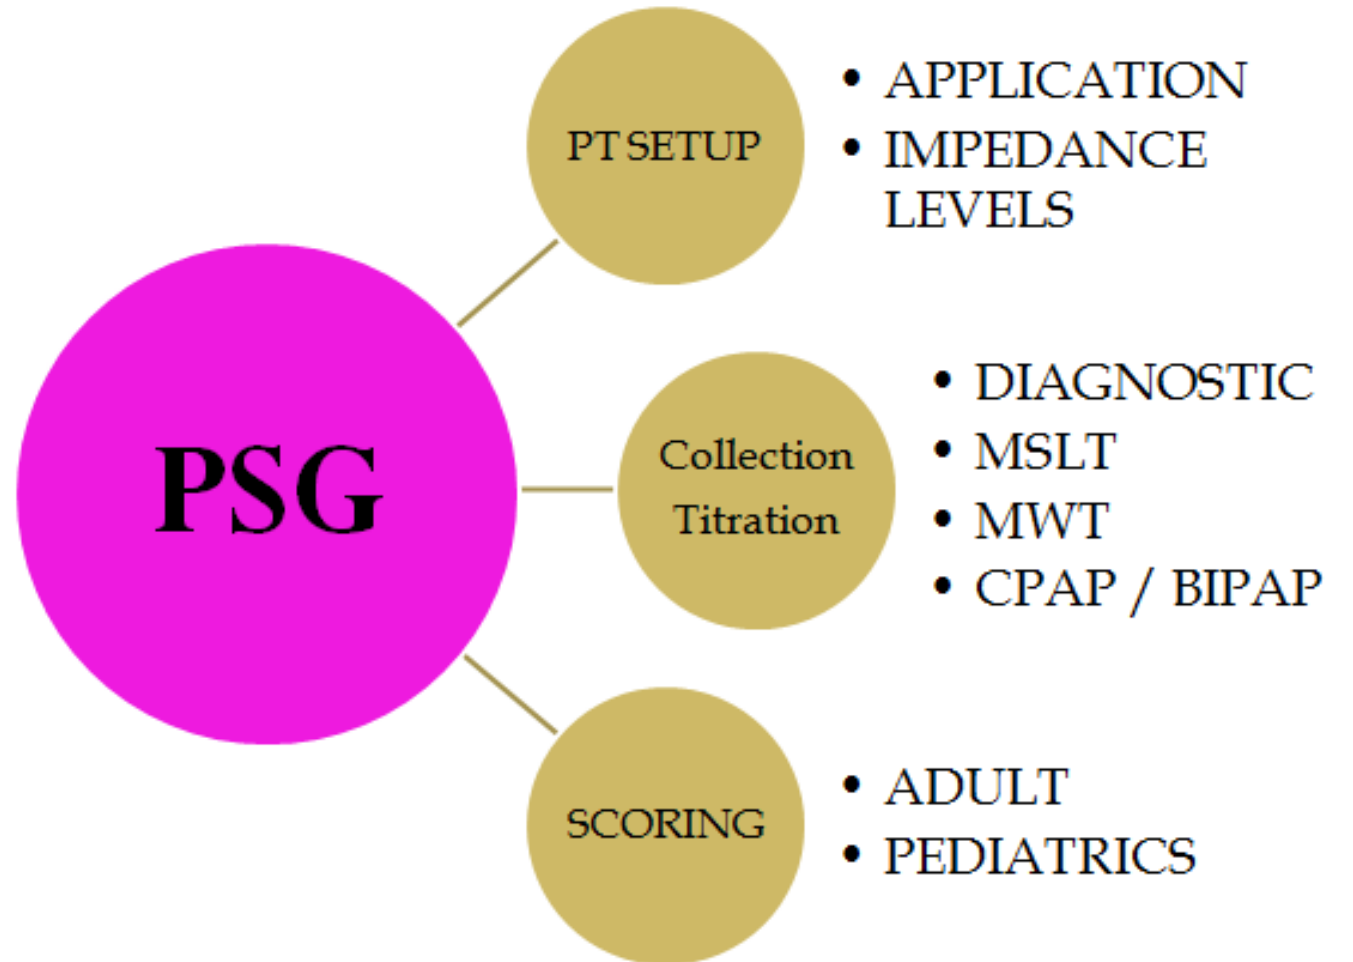 PSG
PT SETUP
• APPLICATION
• IMPEDANCE
LEVELS
Collection
Titration
• DIAGNOSTIC
• MSLT
• MWT
• CPAP / BIPAP
SCORING
• ADULT
• PEDIATRICS